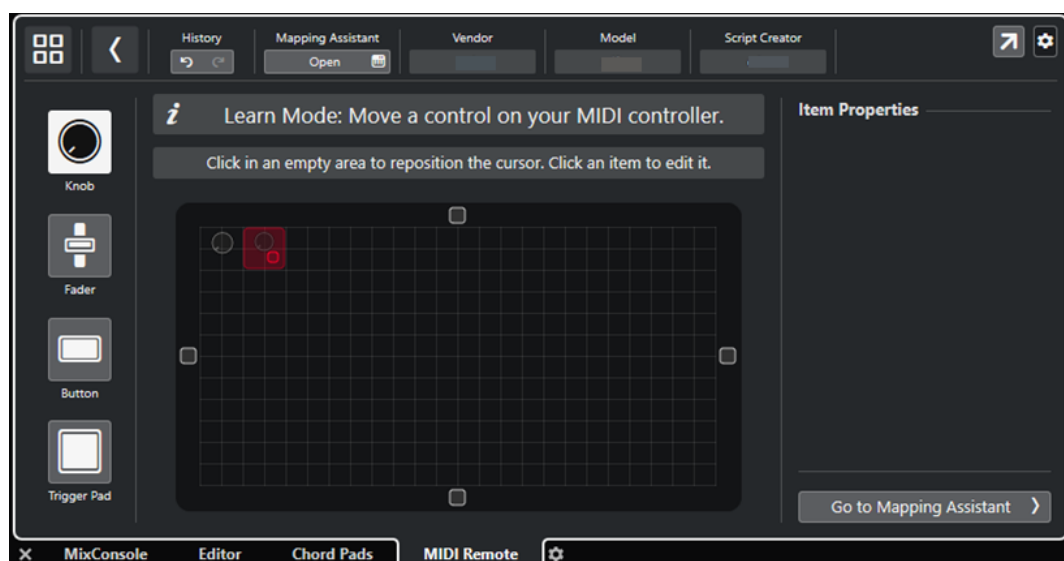 History
Mapping Assistant
Vendor
Model
Script Creator
Open
i Learn Mode: Move a control on your MIDI controller.
Item Properties
Click in an empty area to reposition the cursor. Click an item to edit it.
Knob
Fader
Button
Trigger Pad
Go to Mapping Assistant
MixConsole Editor Chord Pads MIDI Remote